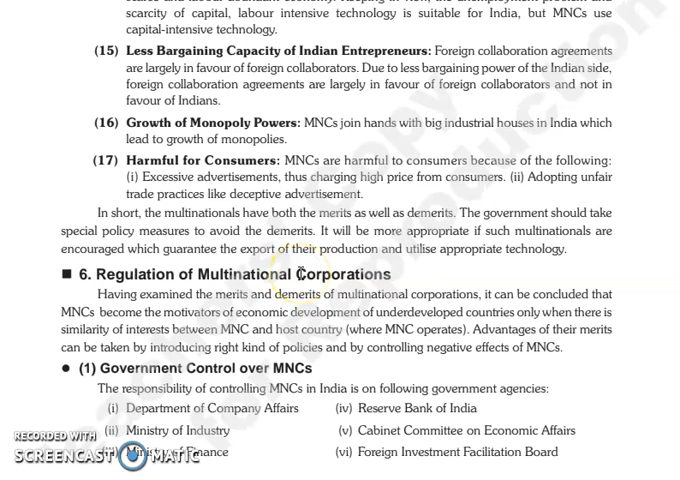 scarcity of capital, labour intensive technology is suitable for India, but MNCs use
capital-intensive technology.
(15) Less Bargaining Capacity of Indian Entrepreneurs: Foreign collaboration agreements
are largely in favour of foreign collaborators. Due to less bargaining power of the Indian side,
foreign collaboration agreements are largely in favour of foreign collaborators and not in
favour of Indians.
(16) Growth of Monopoly Powers: MNCs join hands with big industrial houses in India which
lead to growth of monopolies.
(17) Harmful for Consumers: MNCs are harmful to consumers because of the following:
(i) Excessive advertisements, thus charging high price from consumers. (ii) Adopting unfair
trade practices like deceptive advertisement.
In short, the multinationals have both the merits as well as demerits. The government should take
special policy measures to avoid the demerits. It will be more appropriate if such multinationals are
encouraged which guarantee the export of their production and utilise appropriate technology.
■ 6. Regulation of Multinational Corporations
Having examined the merits and demerits of multinational corporations, it can be concluded that
MNCs become the motivators of economic development of underdeveloped countries only when there is
similarity of interests between MNC and host country (where MNC operates). Advantages of their merits
can be taken by introducing right kind of policies and by controlling negative effects of MNCs.
● (1) Government Control over MNCs
The responsibility of controlling MNCs in India is on following government agencies:
(i) Department of Company Affairs (iv) Reserve Bank of India
(ii) Ministry of Industry (v) Cabinet Committee on Economic Affairs
Ministry of Finance (vi) Foreign Investment Facilitation Board
RECORDED WITH
SCREENCAST MATIC